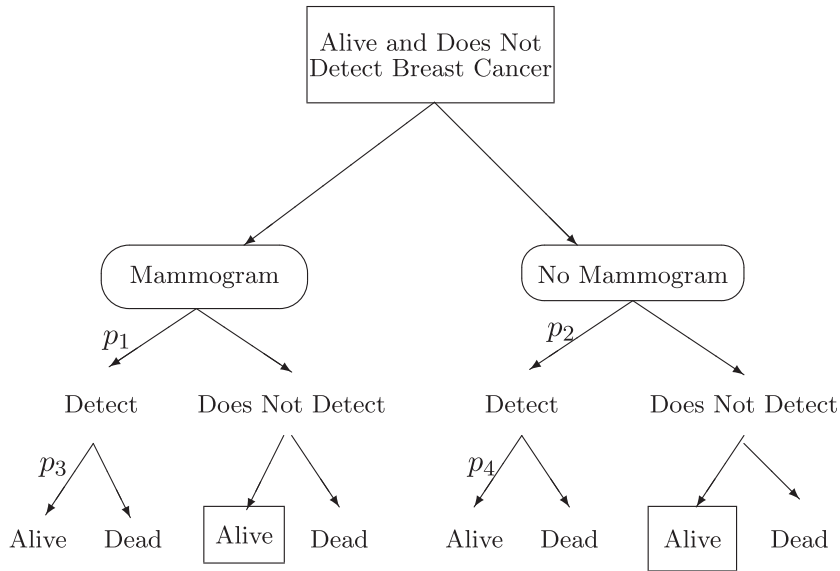 Alive and Does Not
Detect Breast Cancer
Mammogram
No Mammogram
p1
p2
Detect
Does Not Detect
Detect
Does Not Detect
p3
p4
Alive
Dead
Alive
Dead
Alive
Dead
Alive
Dead